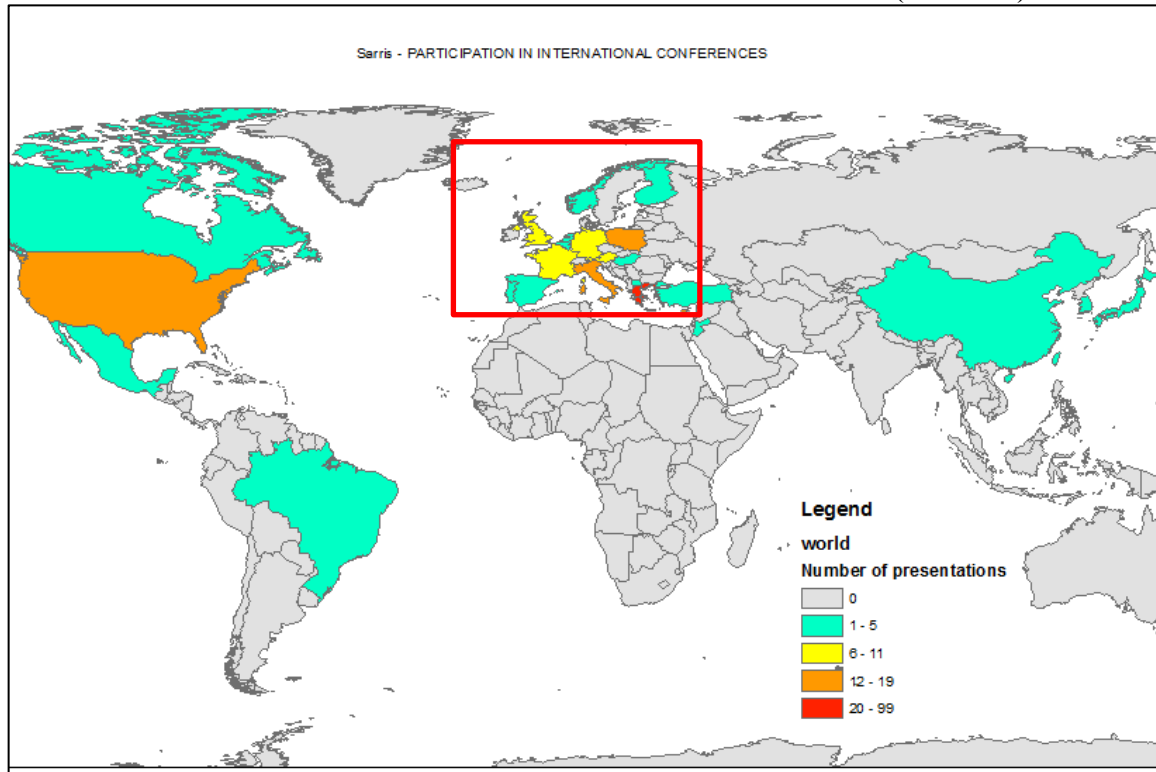 Sarris - PARTICIPATION IN INTERNATIONAL CONFERENCES
Legend
world
Number of presentations
0
1 - 5
6 - 11
12 - 19
20 - 99